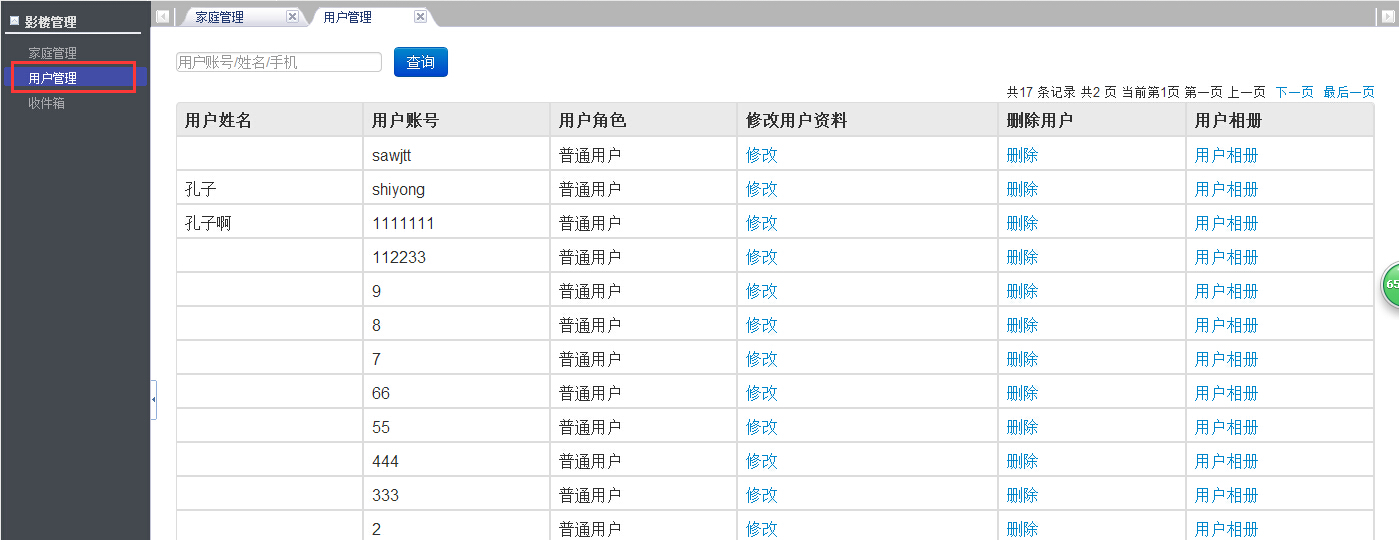 影楼管理
家庭管理
用户管理
收件箱
家庭管理 用户管理
用户账号/姓名/手机 查询
共17 条记录 共2 页 当前第1页 第一页 上一页 下一页 最后一页
用户姓名 用户账号 用户角色 修改用户资料 删除用户 用户相册
sawjtt 普通用户 修改 删除 用户相册
孔子 shiyong 普通用户 修改 删除 用户相册
孔子啊 1111111 普通用户 修改 删除 用户相册
112233 普通用户 修改 删除 用户相册
9 普通用户 修改 删除 用户相册
8 普通用户 修改 删除 用户相册
7 普通用户 修改 删除 用户相册
66 普通用户 修改 删除 用户相册
55 普通用户 修改 删除 用户相册
444 普通用户 修改 删除 用户相册
333 普通用户 修改 删除 用户相册
2 普通用户 修改 删除 用户相册
65